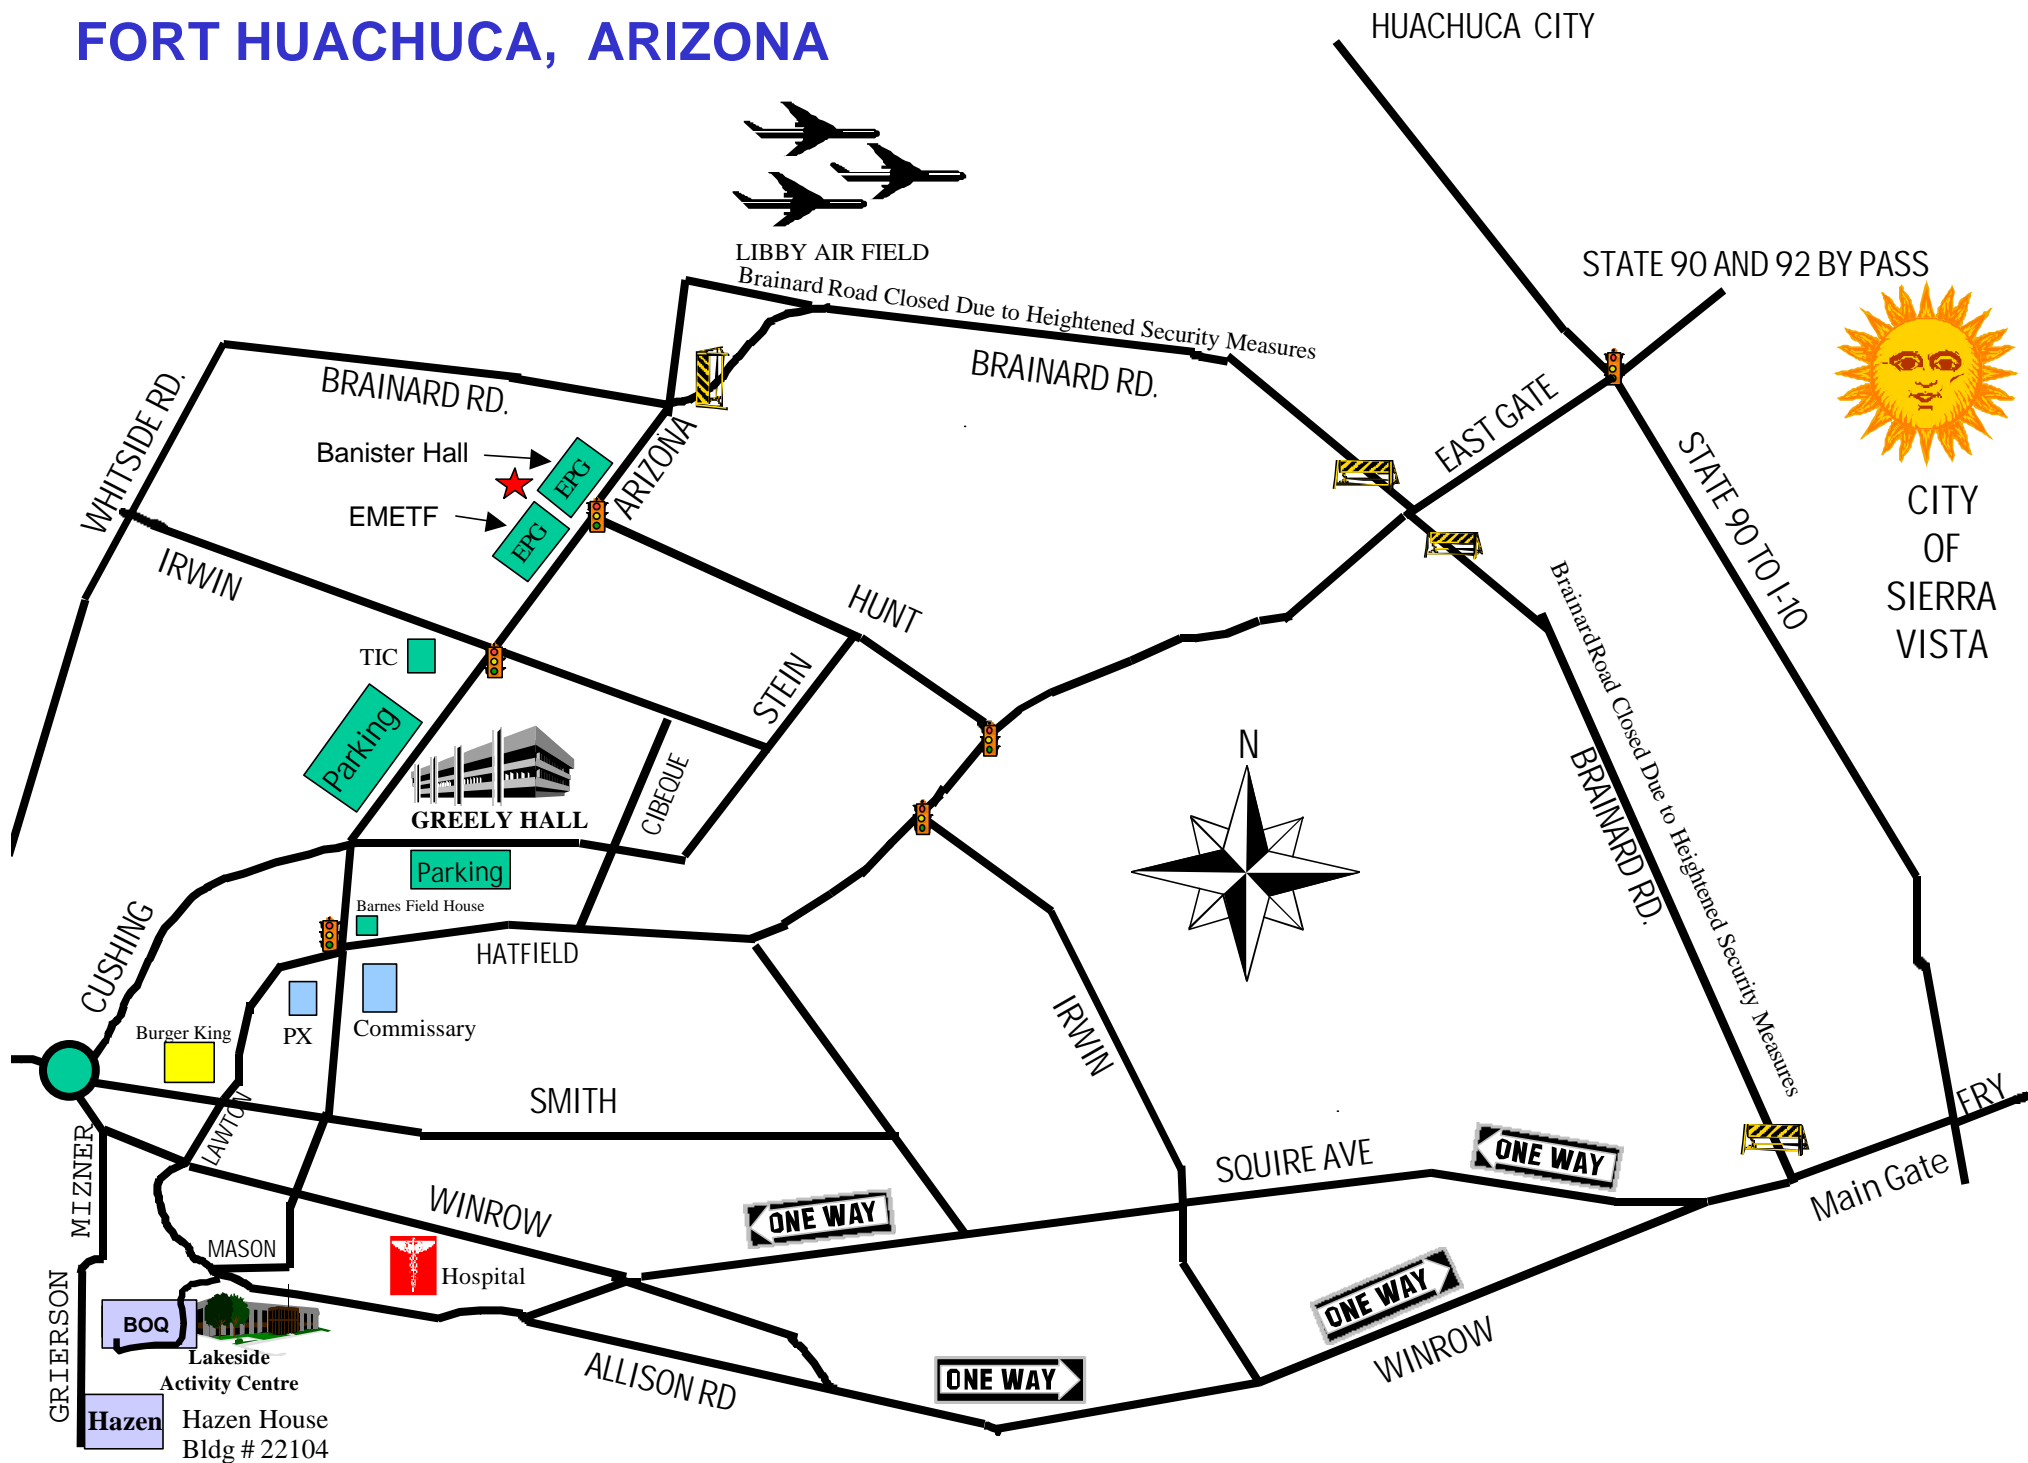 FORT HUACHUCA, ARIZONA
HUACHUCA CITY
LIBBY AIR FIELD
STATE 90 AND 92 BY PASS
Brainard Road Closed Due to Heightened Security Measures
BRAINARD RD.
BRAINARD RD.
WHITSIDE RD.
Banister Hall
EPG
ARIZONA
EMETF
EPG
EAST GATE
STATE 90 TO I-10
CITY
OF
SIERRA
VISTA
IRWIN
HUNT
TIC
STEIN
Parking
CIBEQUE
GREELY HALL
Parking
Barnes Field House
N
BrainardRoad Closed Due to Heightened Security Measures
BRAINARD RD.
CUSHING
HATFIELD
PX
Commissary
Burger King
IRWIN
SMITH
LAWTON
MIZNER
FRY
Main Gate
SQUIRE AVE
ONE WAY
ONE WAY
WINROW
MASON
Hospital
GRIERSON
BOQ
Lakeside
Activity Centre
ALLISON RD
ONE WAY
ONE WAY
WINROW
Hazen
Hazen House
Bldg # 22104